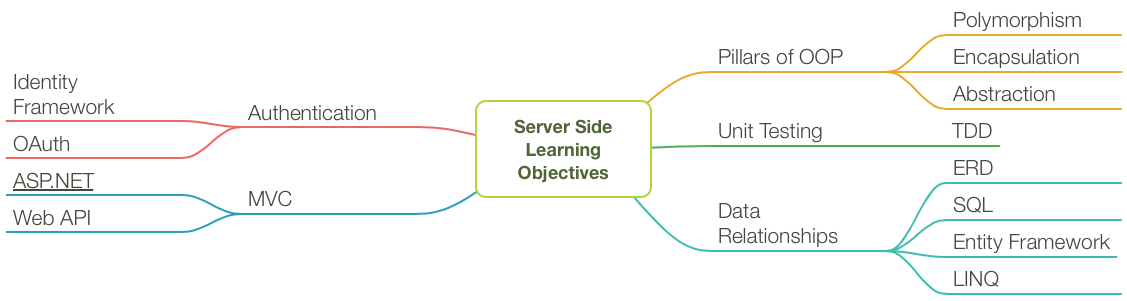 Server Side
Learning
Objectives
Pillars of OOP
Polymorphism
Encapsulation
Abstraction
Unit Testing
TDD
Data
Relationships
ERD
SQL
Entity Framework
LINQ
Authentication
Identity
Framework
OAuth
MVC
ASP.NET
Web API